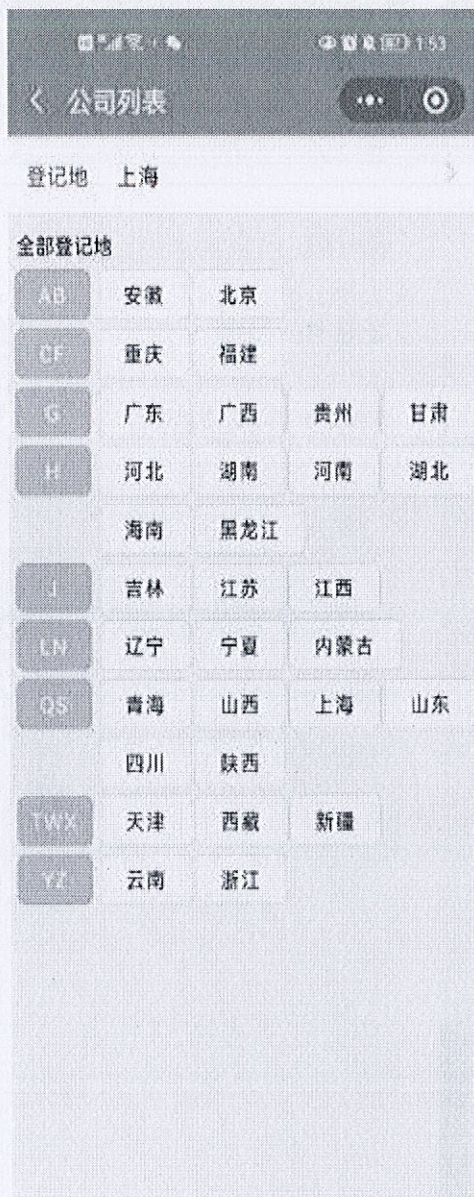 1:53
公司列表
登记地 上海
全部登记地
AB 安徽 北京
CF 重庆 福建
G 广东 广西 贵州 甘肃
H 河北 湖南 河南 湖北
海南 黑龙江
J 吉林 江苏 江西
LN 辽宁 宁夏 内蒙古
QS 青海 山西 上海 山东
四川 陕西
TWX 天津 西藏 新疆
YZ 云南 浙江